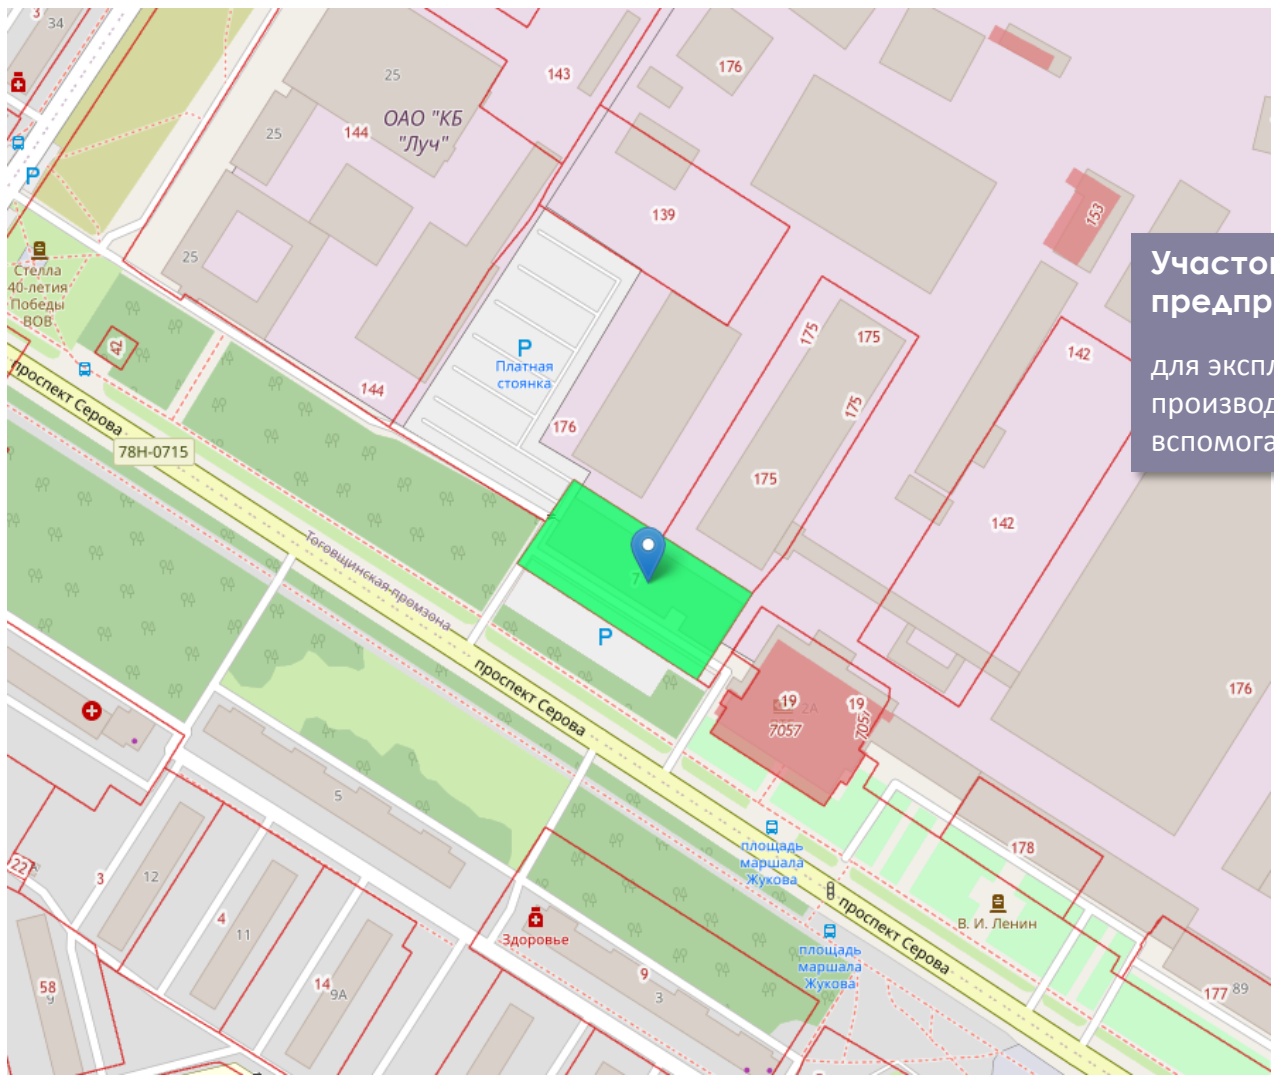 3
34
143
176
25
ОАО "КБ
"Луч"
144
25
139
153
25
Стелла
40-летия
Победы
ВОВ
42
Р
Р
Платная
стоянка
175
175
142
144
175
176
проспект Серова
78Н-0715
175
142
Участо
предпр
для экспл
производ
вспомога
Тоговщинская промзона
7
Р
проспект Серова
19
2А
7057
19
7057
176
5
площадь
маршала
Жукова
178
В. И. Ленин
проспект Серова
площадь
маршала
Жукова
Здоровье
3
12
4
11
14
9А
9
3
58
9
177
89